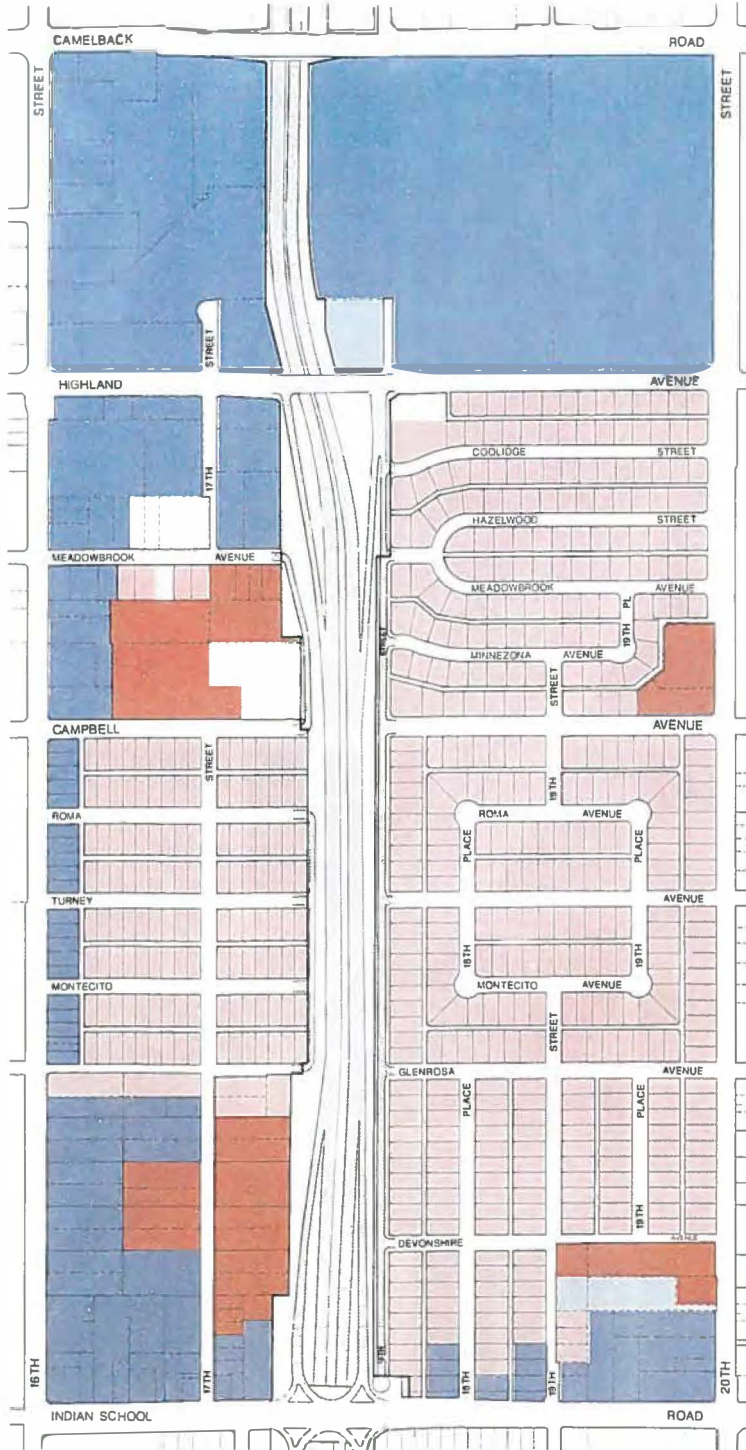 CAMELBACK ROAD
STREET
STREET
STREET
HIGHLAND AVENUE
COOLIDGE STREET
17TH
HAZELWOOD STREET
MEADOWBROOK AVENUE
MEADOWBROOK AVENUE
19TH PL
STREET
MINNEZONA AVENUE
STREET
CAMPBELL AVENUE
STREET
19TH
ROMA
ROMA AVENUE
PLACE
PLACE
TURNEY AVENUE
18TH
19TH
MONTECITO
MONTECITO AVENUE
STREET
GLENROSA AVENUE
PLACE
PLACE
19TH
DEVONSHIRE AVENUE
16TH
17TH
18TH
19TH
20TH
INDIAN SCHOOL ROAD